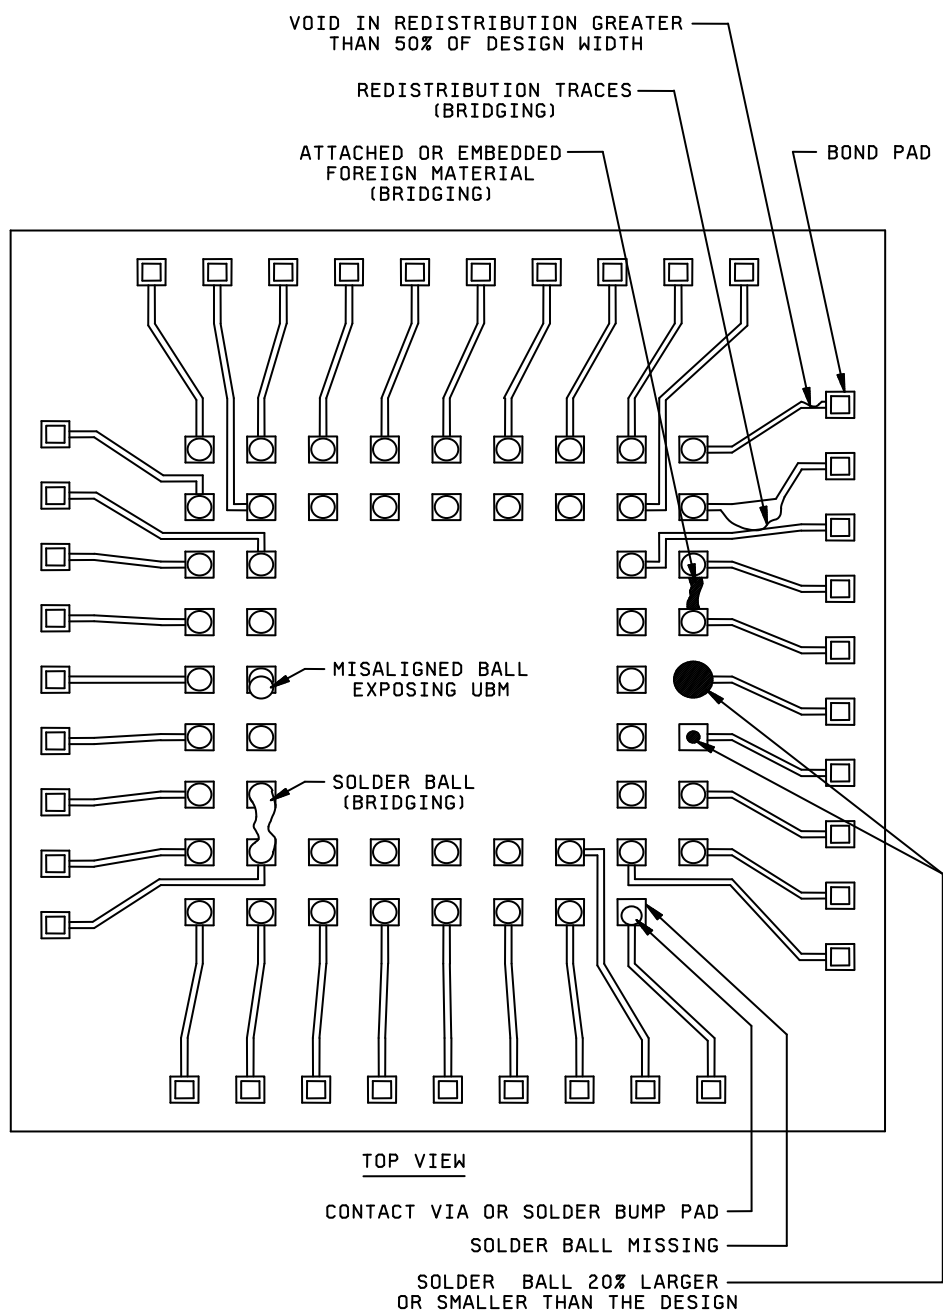 VOID IN REDISTRIBUTION GREATER
THAN 50% OF DESIGN WIDTH
REDISTRIBUTION TRACES
(BRIDGING)
ATTACHED OR EMBEDDED
FOREIGN MATERIAL
(BRIDGING)
BOND PAD
MISALIGNED BALL
EXPOSING UBM
SOLDER BALL
(BRIDGING)
TOP VIEW
CONTACT VIA OR SOLDER BUMP PAD
SOLDER BALL MISSING
SOLDER BALL 20% LARGER
OR SMALLER THAN THE DESIGN